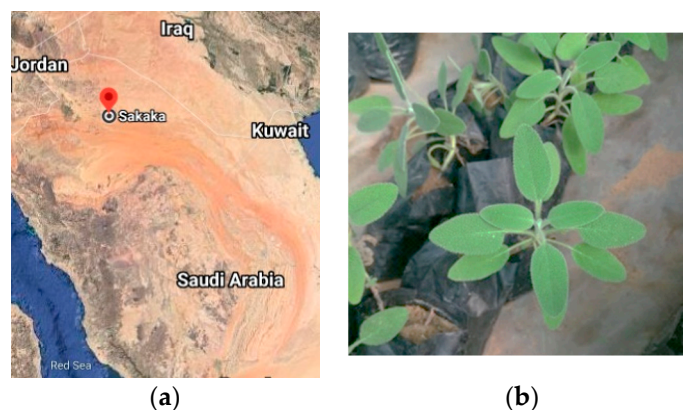 Iraq
Jordan
Sakaka
Kuwait
Saudi Arabia
Red Sea
(a)
(b)